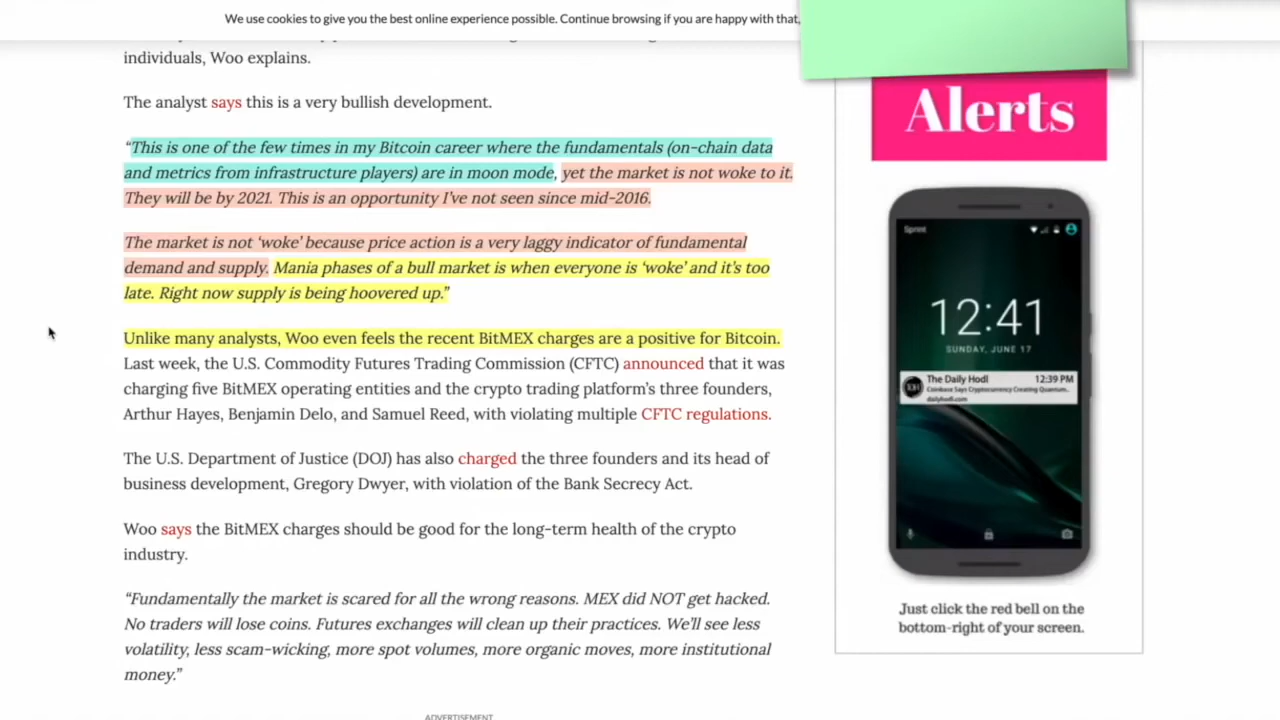 We use cookies to give you the best online experience possible. Continue browsing if you are happy with that,
individuals, Woo explains.
The analyst says this is a very bullish development.
“This is one of the few times in my Bitcoin career where the fundamentals (on-chain data
and metrics from infrastructure players) are in moon mode, yet the market is not woke to it.
They will be by 2021. This is an opportunity I’ve not seen since mid-2016.
The market is not ‘woke’ because price action is a very laggy indicator of fundamental
demand and supply. Mania phases of a bull market is when everyone is ‘woke’ and it’s too
late. Right now supply is being hoovered up.”
Unlike many analysts, Woo even feels the recent BitMEX charges are a positive for Bitcoin.
Last week, the U.S. Commodity Futures Trading Commission (CFTC) announced that it was
charging five BitMEX operating entities and the crypto trading platform’s three founders,
Arthur Hayes, Benjamin Delo, and Samuel Reed, with violating multiple CFTC regulations.
The U.S. Department of Justice (DOJ) has also charged the three founders and its head of
business development, Gregory Dwyer, with violation of the Bank Secrecy Act.
Woo says the BitMEX charges should be good for the long-term health of the crypto
industry.
“Fundamentally the market is scared for all the wrong reasons. MEX did NOT get hacked.
No traders will lose coins. Futures exchanges will clean up their practices. We’ll see less
volatility, less scam-wicking, more spot volumes, more organic moves, more institutional
money.”
ADVERTISEMENT
Alerts
Sprint
12:41
SUNDAY, JUNE 17
The Daily Hodl 12:39 PM
Coinbase Says Cryptocurrency Creating Quantum..
dailyhodl.com
Just click the red bell on the
bottom-right of your screen.